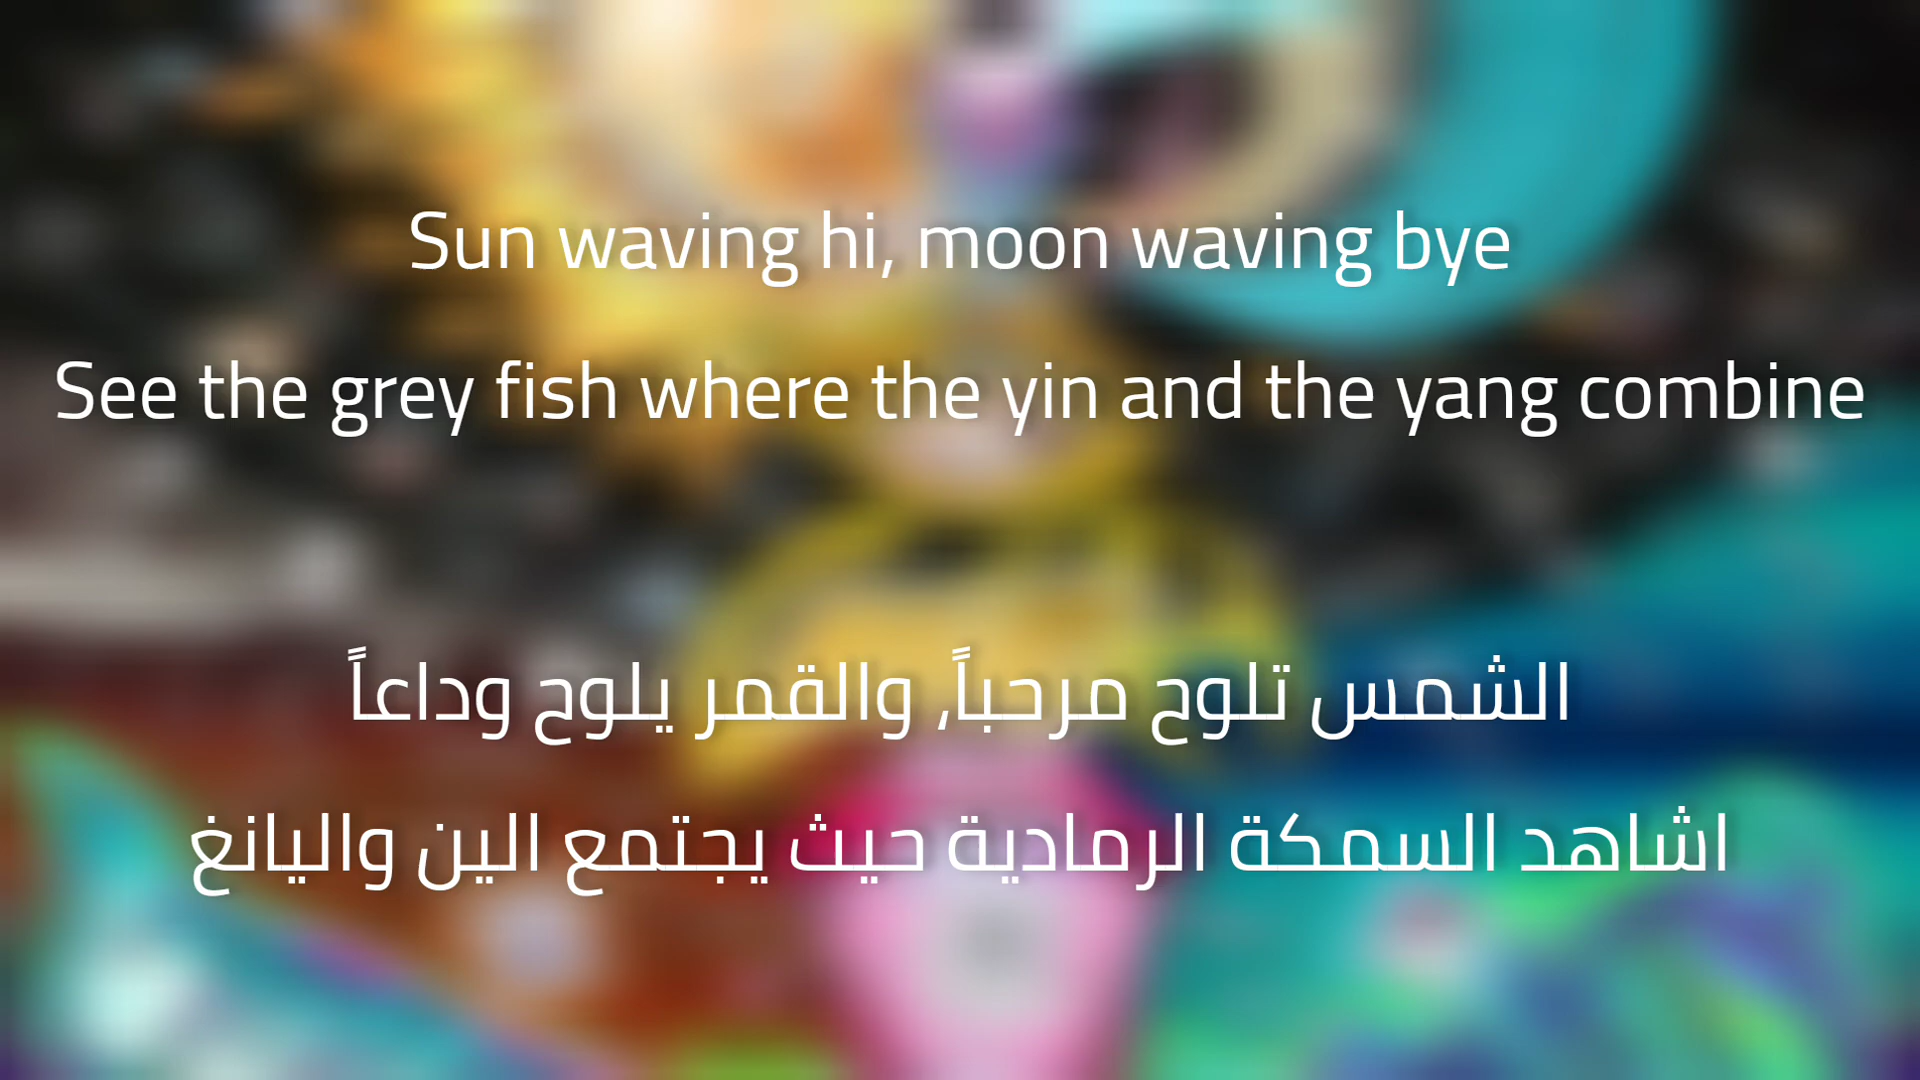 Sun waving hi, moon waving bye
See the grey fish where the yin and the yang combine
الشمس تلوح مرحباً, والقمر يلوح وداعاً
اشاهد السمكة الرمادية حيث يجتمع الين واليانغ